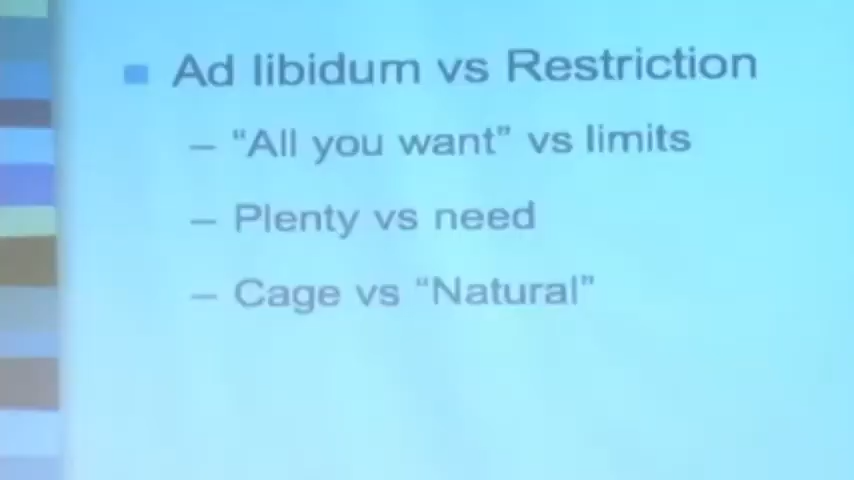 Ad libidum vs Restriction
– “All you want” vs limits
– Plenty vs need
– Cage vs “Natural”